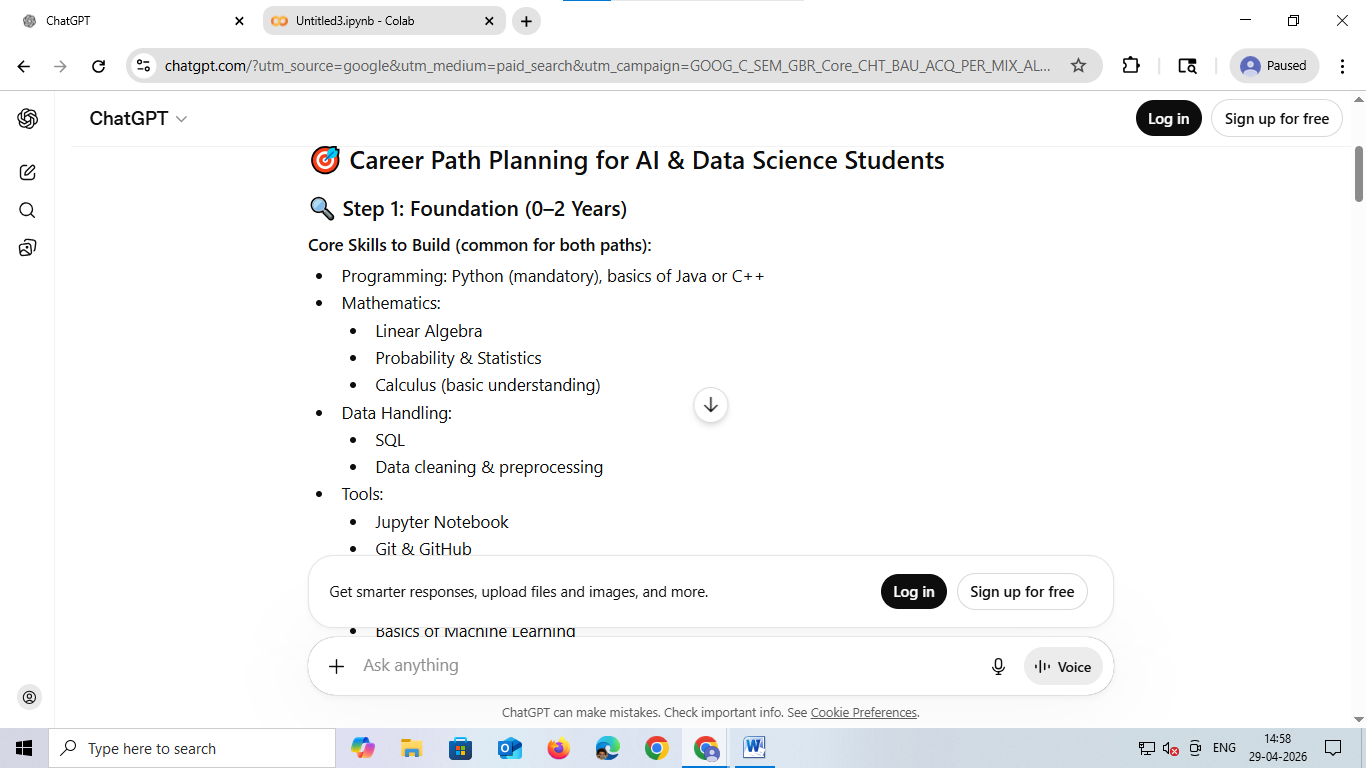 ChatGPT
Untitled3.ipynb - Colab
chatgpt.com/?utm_source=google&utm_medium=paid_search&utm_campaign=GOOG_C_SEM_GBR_Core_CHT_BAU_ACQ_PER_MIX_AL...
Paused
ChatGPT
Log in
Sign up for free
🎯 Career Path Planning for AI & Data Science Students
🔍 Step 1: Foundation (0–2 Years)
Core Skills to Build (common for both paths):
• Programming: Python (mandatory), basics of Java or C++
• Mathematics:
• Linear Algebra
• Probability & Statistics
• Calculus (basic understanding)
• Data Handling:
• SQL
• Data cleaning & preprocessing
• Tools:
• Jupyter Notebook
• Git & GitHub
Get smarter responses, upload files and images, and more.
Log in
Sign up for free
• Basics of Machine Learning
Ask anything
Voice
ChatGPT can make mistakes. Check important info. See Cookie Preferences.
Type here to search
ENG
14:58
29-04-2026